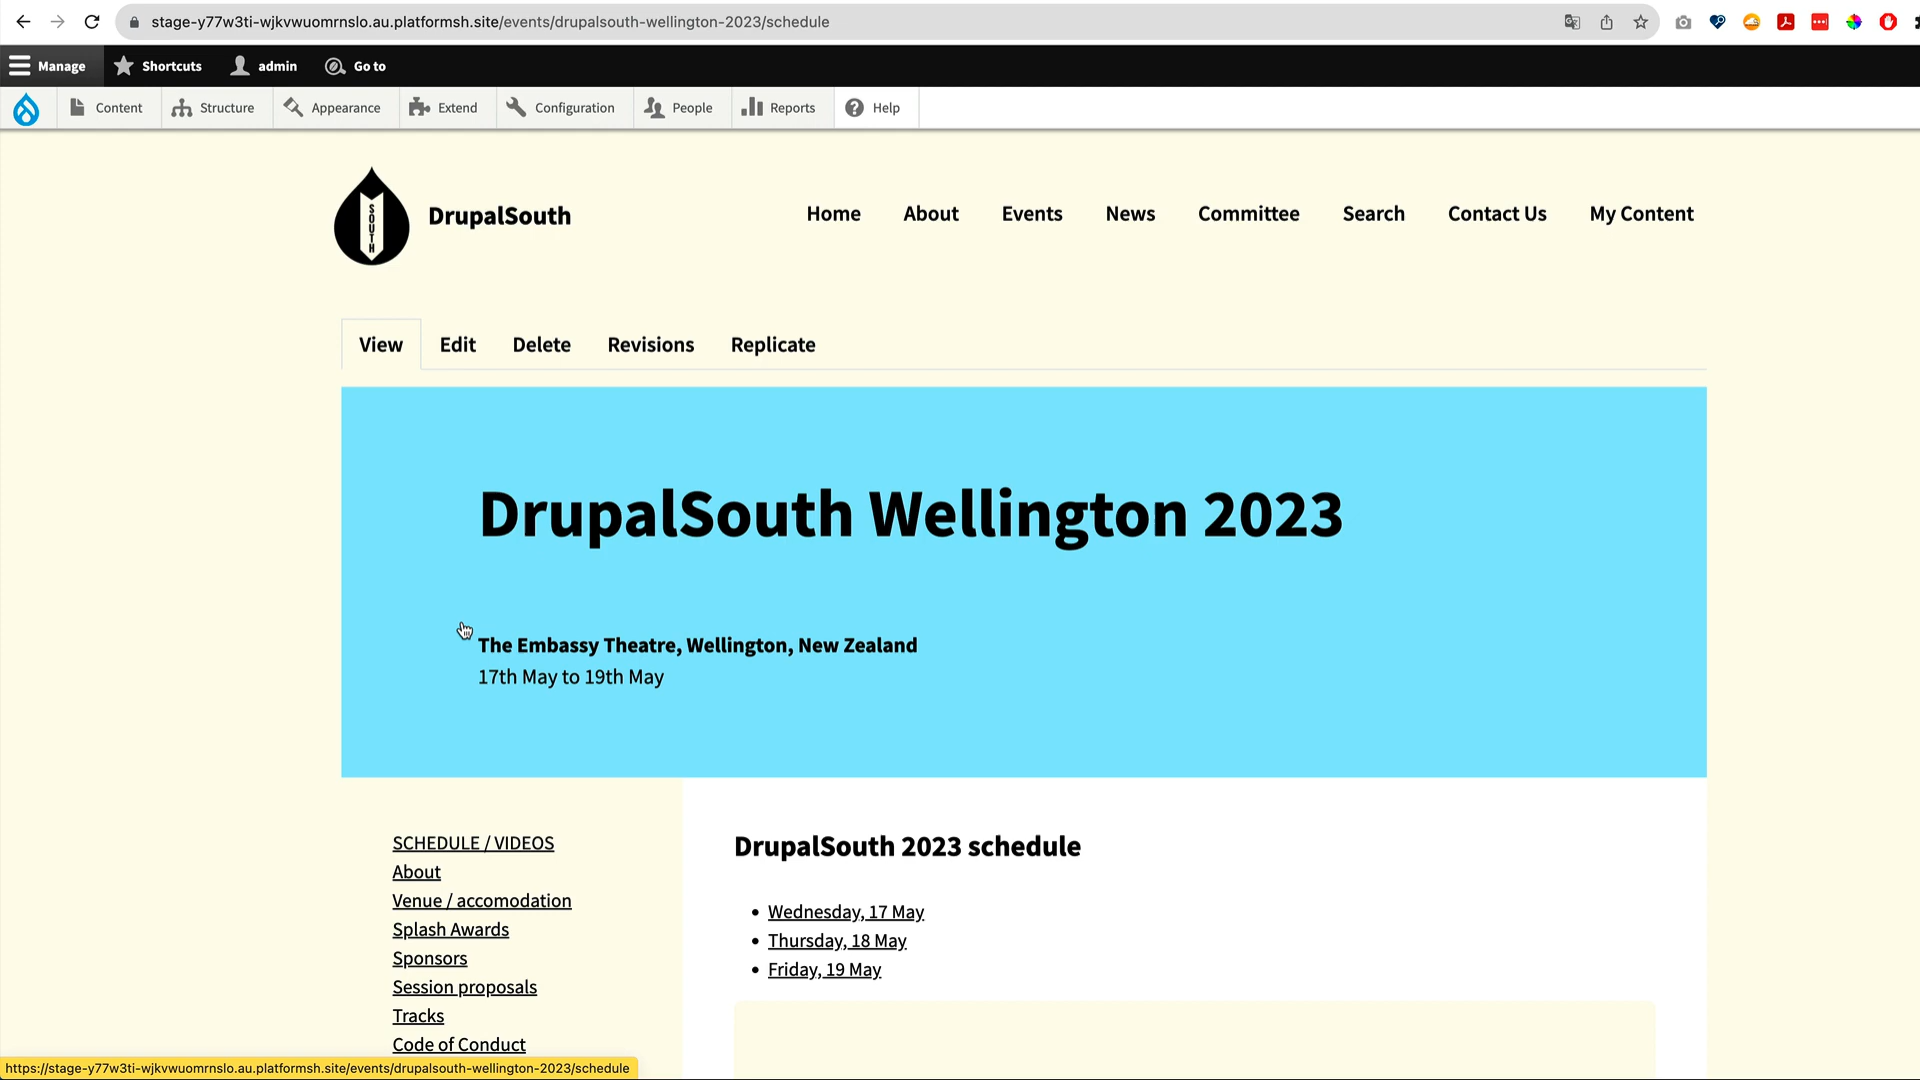 stage-y77w3ti-wjkvwuomrnslo.au.platformsh.site/events/drupalsouth-wellington-2023/schedule
Manage Shortcuts admin Go to
Content Structure Appearance Extend Configuration People Reports Help
SOUTH
DrupalSouth
Home About Events News Committee Search Contact Us My Content
View Edit Delete Revisions Replicate
DrupalSouth Wellington 2023
The Embassy Theatre, Wellington, New Zealand
17th May to 19th May
SCHEDULE / VIDEOS
About
Venue / accomodation
Splash Awards
Sponsors
Session proposals
Tracks
Code of Conduct
DrupalSouth 2023 schedule
Wednesday, 17 May
Thursday, 18 May
Friday, 19 May
https://stage-y77w3ti-wjkvwuomrnslo.au.platformsh.site/events/drupalsouth-wellington-2023/schedule